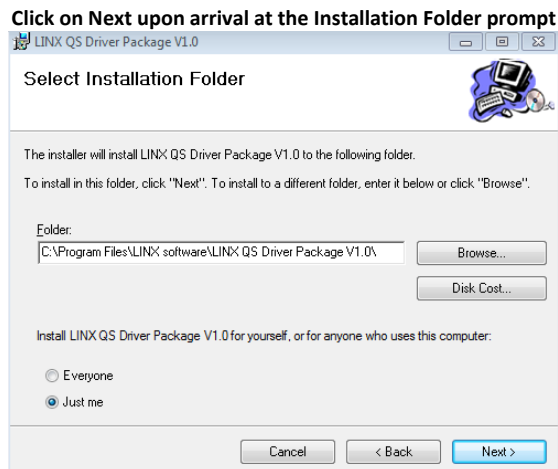 Click on Next upon arrival at the Installation Folder prompt
LINX QS Driver Package V1.0
Select Installation Folder
The installer will install LINX QS Driver Package V1.0 to the following folder.
To install in this folder, click "Next". To install to a different folder, enter it below or click "Browse".
Folder:
C:\Program Files\LINX software\LINX QS Driver Package V1.0\
Browse...
Disk Cost...
Install LINX QS Driver Package V1.0 for yourself, or for anyone who uses this computer:
Everyone
Just me
Cancel
< Back
Next >